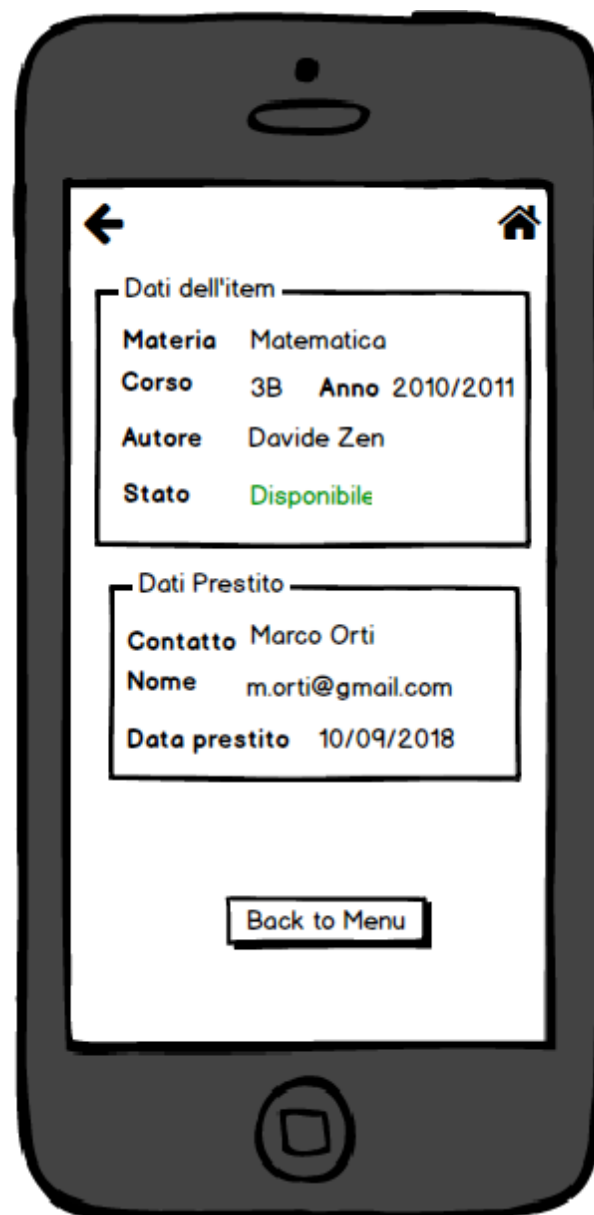 Dati dell'item
Materia Matematica
Corso 3B Anno 2010/2011
Autore Davide Zen
Stato Disponibile
Dati Prestito
Contatto Marco Orti
Nome m.orti@gmail.com
Data prestito 10/09/2018
Back to Menu